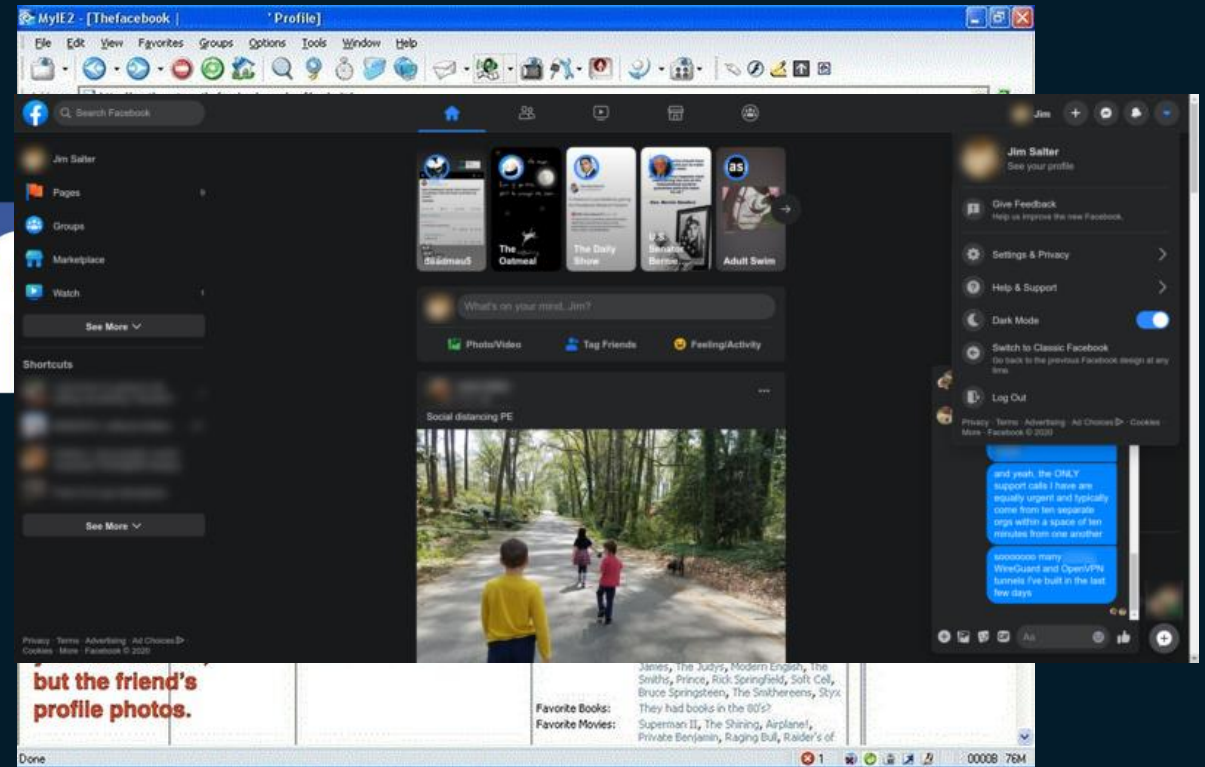 MyIE2 - [Thefacebook | ' Profile]
File Edit View Favorites Groups Options Tools Window Help
Search Facebook
Jim
Jim Salter
Pages 9
Groups
Marketplace
Watch 1
See More
Shortcuts
See More
Privacy · Terms · Advertising · Ad Choices ·
Cookies · More · Facebook © 2020
deadmau5
The
Oatmeal
The Daily
Show
U.S.
Senator
Bernie...
as
Adult Swim
What's on your mind, Jim?
Photo/Video Tag Friends Feeling/Activity
Social distancing PE
Jim Salter
See your profile
Give Feedback
Help us improve the new Facebook.
Settings & Privacy
Help & Support
Dark Mode
Switch to Classic Facebook
Go back to the previous Facebook design at any
time.
Log Out
Privacy · Terms · Advertising · Ad Choices · Cookies ·
More · Facebook © 2020
and yeah, the ONLY
support calls I have are
equally urgent and typically
come from ten separate
orgs within a space of ten
minutes from one another
sooooooo many
WireGuard and OpenVPN
tunnels I've built in the last
few days
Aa
but the friend's
profile photos.
James, The Judys, Modern English, The
Smiths, Prince, Rick Springfield, Soft Cell,
Bruce Springsteen, The Smithereens, Styx
Favorite Books: They had books in the 80's?
Favorite Movies: Superman II, The Shining, Airplane!,
Private Benjamin, Raging Bull, Raider's of
Done 1 0000B 76M